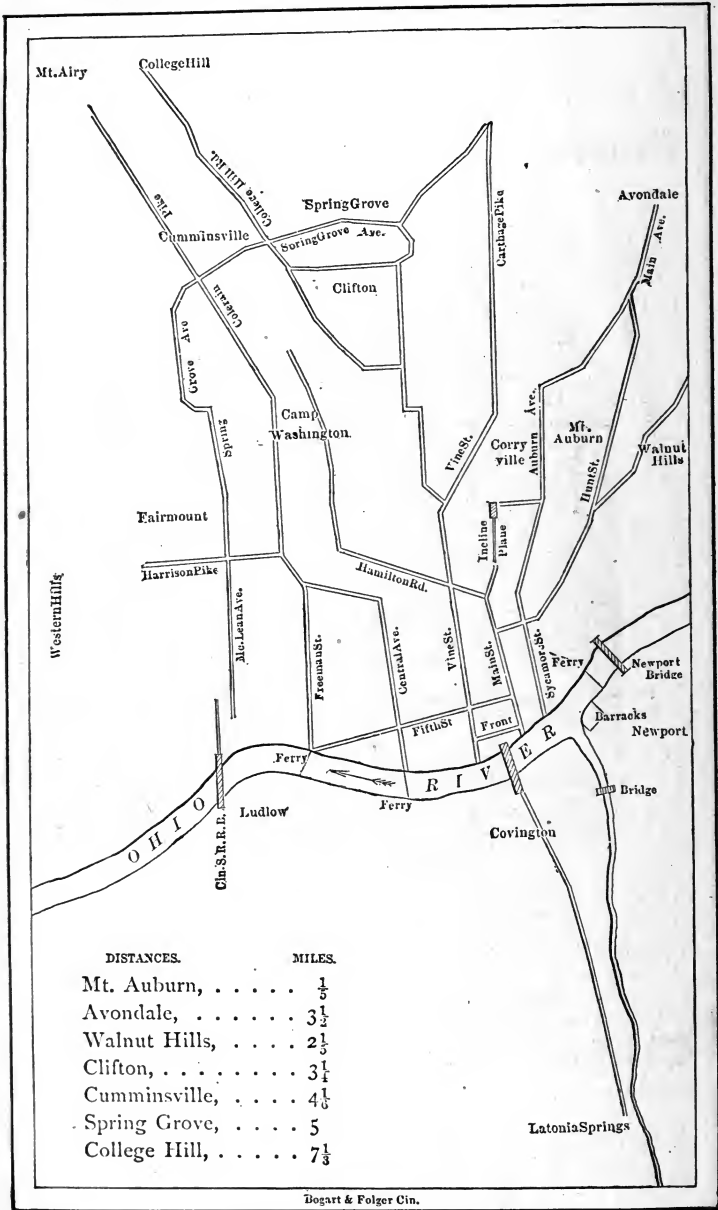 Mt. Airy
College Hill
College Hill Rd.
Spring Grove
Avondale
Pike
Cumminsville
Spring Grove Ave.
Carthage Pike
Main Ave.
Clifton
Colerain
Grove Ave
Spring
Camp
Washington
Vine St.
Corry
ville
Auburn Ave.
Mt.
Auburn
Hunt St.
Walnut
Hills
Fairmount
Incline
Plane
Harrison Pike
Hamilton Rd.
Western Hills
Mc. Lean Ave.
Freeman St.
Central Ave.
Vine St.
Main St.
Sycamore St.
Ferry
Newport
Bridge
Barracks
Newport
Fifth St
Front
Ferry
OHIO RIVER
Ferry
Bridge
Ludlow
Covington
Cin. S. R. R. B.
DISTANCES. MILES.
Mt. Auburn, . . . . . 1/5
Avondale, . . . . . . 3 1/2
Walnut Hills, . . . . 2 1/5
Clifton, . . . . . . . . 3 1/4
Cumminsville, . . . . 4 1/6
Spring Grove, . . . . 5
College Hill, . . . . . 7 1/3
Latonia Springs
Bogart & Folger Cin.